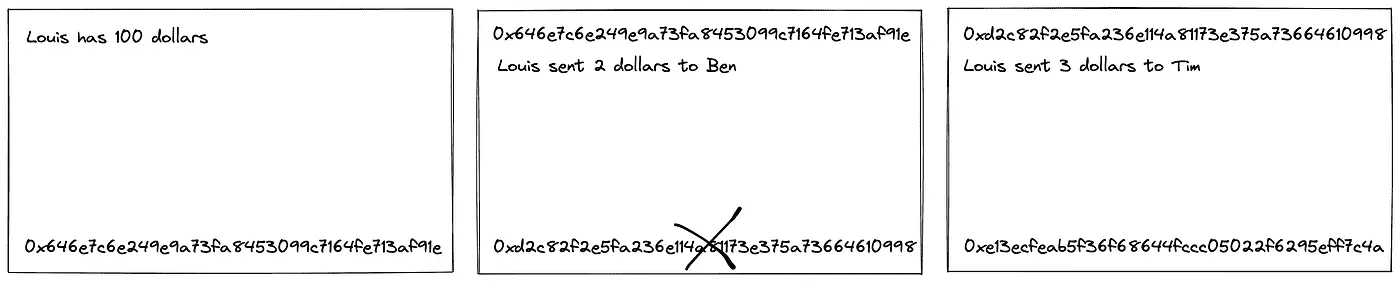 Louis has 100 dollars
0x646e7c6e249e9a73fa8453099c7164fe713af91e
0x646e7c6e249e9a73fa8453099c7164fe713af91e
Louis sent 2 dollars to Ben
0xd2c82f2e5fa236e114a81173e375a73664610998
0xd2c82f2e5fa236e114a81173e375a73664610998
Louis sent 3 dollars to Tim
0xe13ecfeab5f36f68644fccc05022f6295eff7c4a